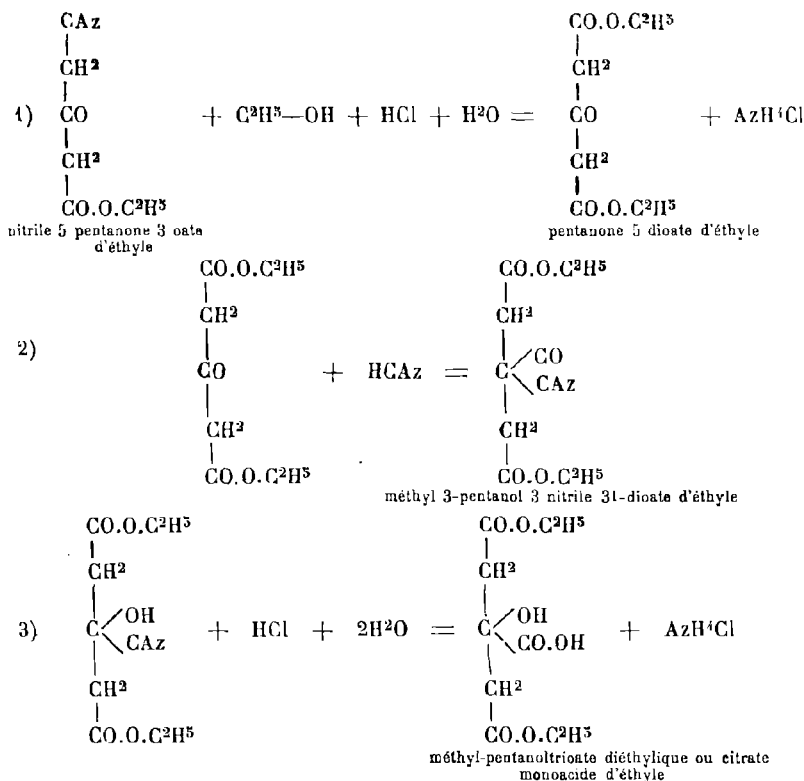 CAz CO.O.C²H⁵
CH² CH²
1) CO + C²H⁵—OH + HCl + H²O = CO + AzH⁴Cl
CH² CH²
CO.O.C²H⁵ CO.O.C²H⁵
nitrile 5 pentanone 3 oate pentanone 5 dioate d'éthyle
d'éthyle
CO.O.C²H⁵ CO.O.C²H⁵
CH² CH²
2) CO + HCAz = C CO
CAz
CH² CH²
CO.O.C²H⁵ CO.O.C²H⁵
méthyl 3-pentanol 3 nitrile 31-dioate d'éthyle
CO.O.C²H⁵ CO.O.C²H⁵
CH² CH²
3) C OH + HCl + 2H²O = C OH + AzH⁴Cl
CAz CO.OH
CH² CH²
CO.O.C²H⁵ CO.O.C²H⁵
méthyl-pentanoltrioate diéthylique ou citrate
monoacide d'éthyle